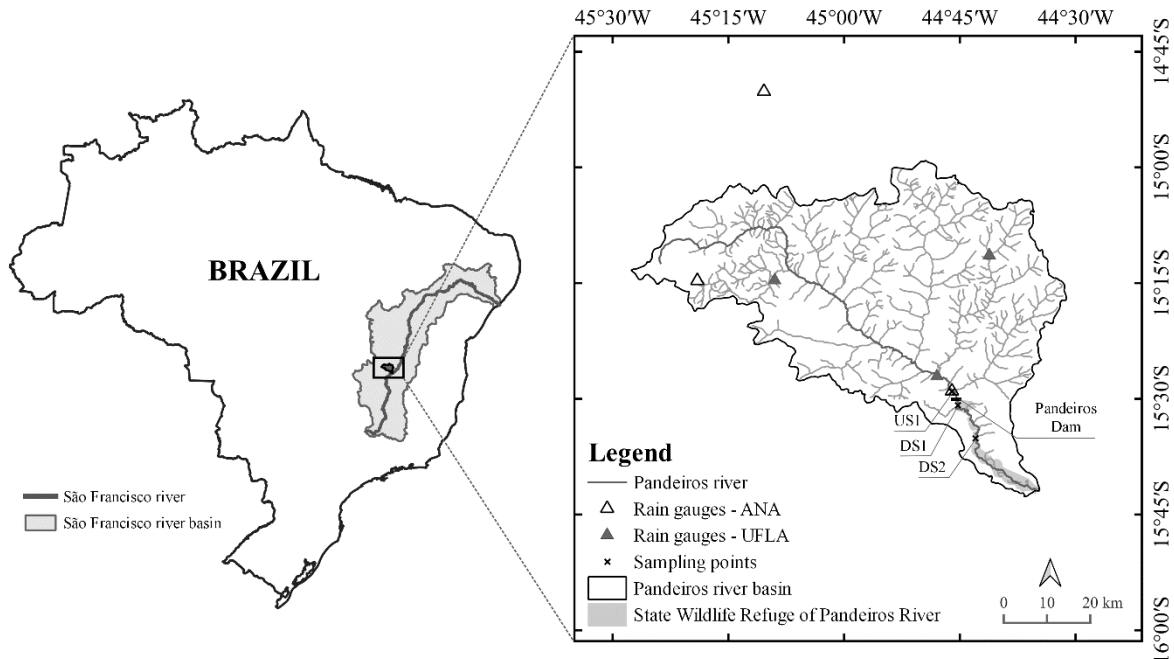 45°30'W 45°15'W 45°00'W 44°45'W 44°30'W
14°45'S
15°00'S
15°15'S
15°30'S
15°45'S
16°00'S
BRAZIL
São Francisco river
São Francisco river basin
US1
DS1
DS2
Pandeiros
Dam
Legend
Pandeiros river
Rain gauges - ANA
Rain gauges - UFLA
Sampling points
Pandeiros river basin
State Wildlife Refuge of Pandeiros River
0 10 20 km